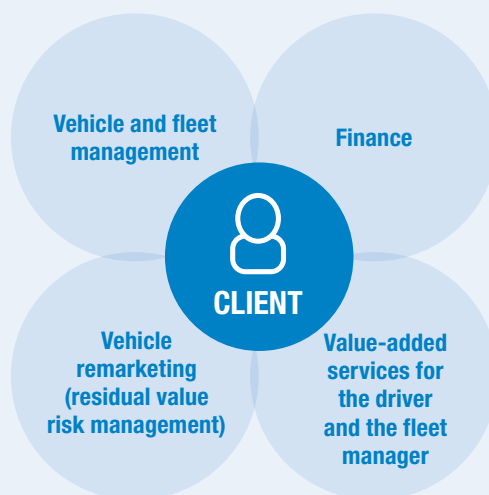 Vehicle and fleet
management
Finance
CLIENT
Vehicle
remarketing
(residual value
risk management)
Value-added
services for
the driver
and the fleet
manager